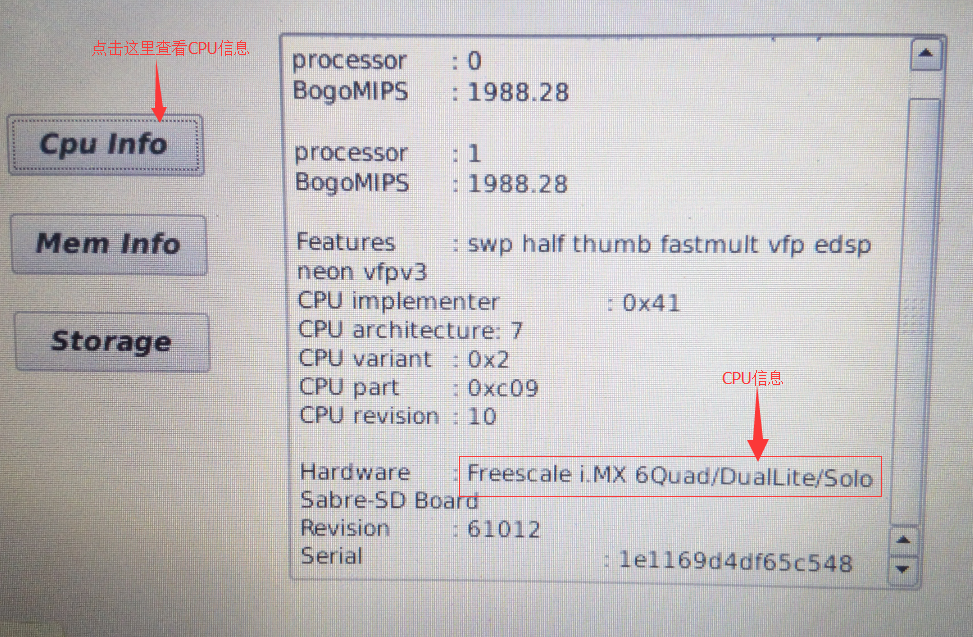 点击这里查看CPU信息
processor : 0
BogoMIPS : 1988.28
Cpu Info
processor : 1
BogoMIPS : 1988.28
Mem Info
Features : swp half thumb fastmult vfp edsp
neon vfpv3
CPU implementer : 0x41
CPU architecture: 7
Storage
CPU variant : 0x2
CPU part : 0xc09
CPU信息
CPU revision : 10
Hardware : Freescale i.MX 6Quad/DualLite/Solo
Sabre-SD Board
Revision : 61012
Serial : 1e1169d4df65c548